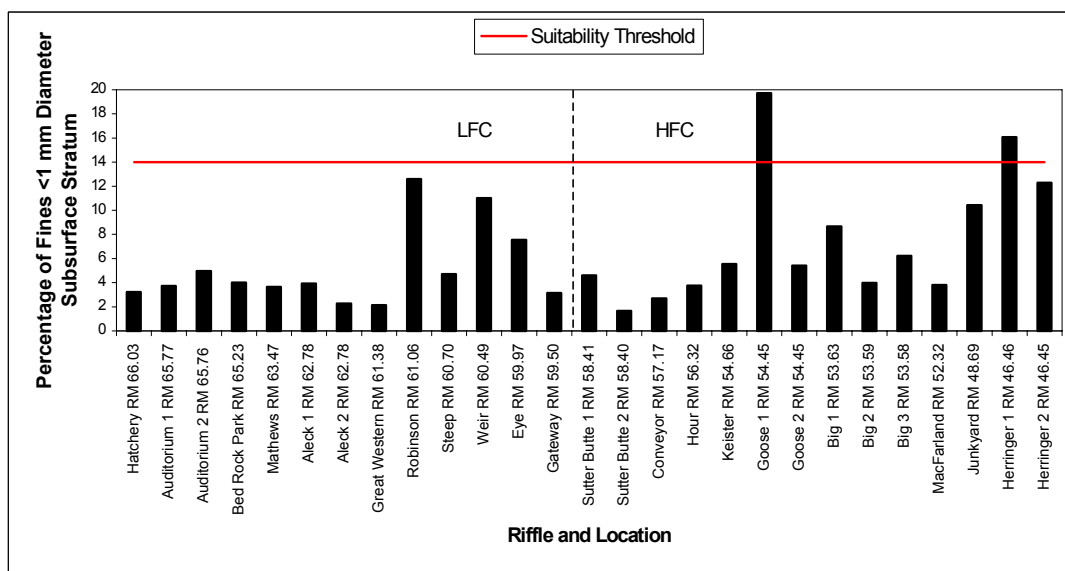 Suitability Threshold
Percentage of Fines <1 mm Diameter
Subsurface Stratum
20
18
16
14
12
10
8
6
4
2
0
LFC
HFC
Hatchery RM 66.03
Auditorium 1 RM 65.77
Auditorium 2 RM 65.76
Bed Rock Park RM 65.23
Mathews RM 63.47
Aleck 1 RM 62.78
Aleck 2 RM 62.78
Great Western RM 61.38
Robinson RM 61.06
Steep RM 60.70
Weir RM 60.49
Eye RM 59.97
Gateway RM 59.50
Sutter Butte 1 RM 58.41
Sutter Butte 2 RM 58.40
Conveyor RM 57.17
Hour RM 56.32
Keister RM 54.66
Goose 1 RM 54.45
Goose 2 RM 54.45
Big 1 RM 53.63
Big 2 RM 53.59
Big 3 RM 53.58
MacFarland RM 52.32
Junkyard RM 48.69
Herringer 1 RM 46.46
Herringer 2 RM 46.45
Riffle and Location